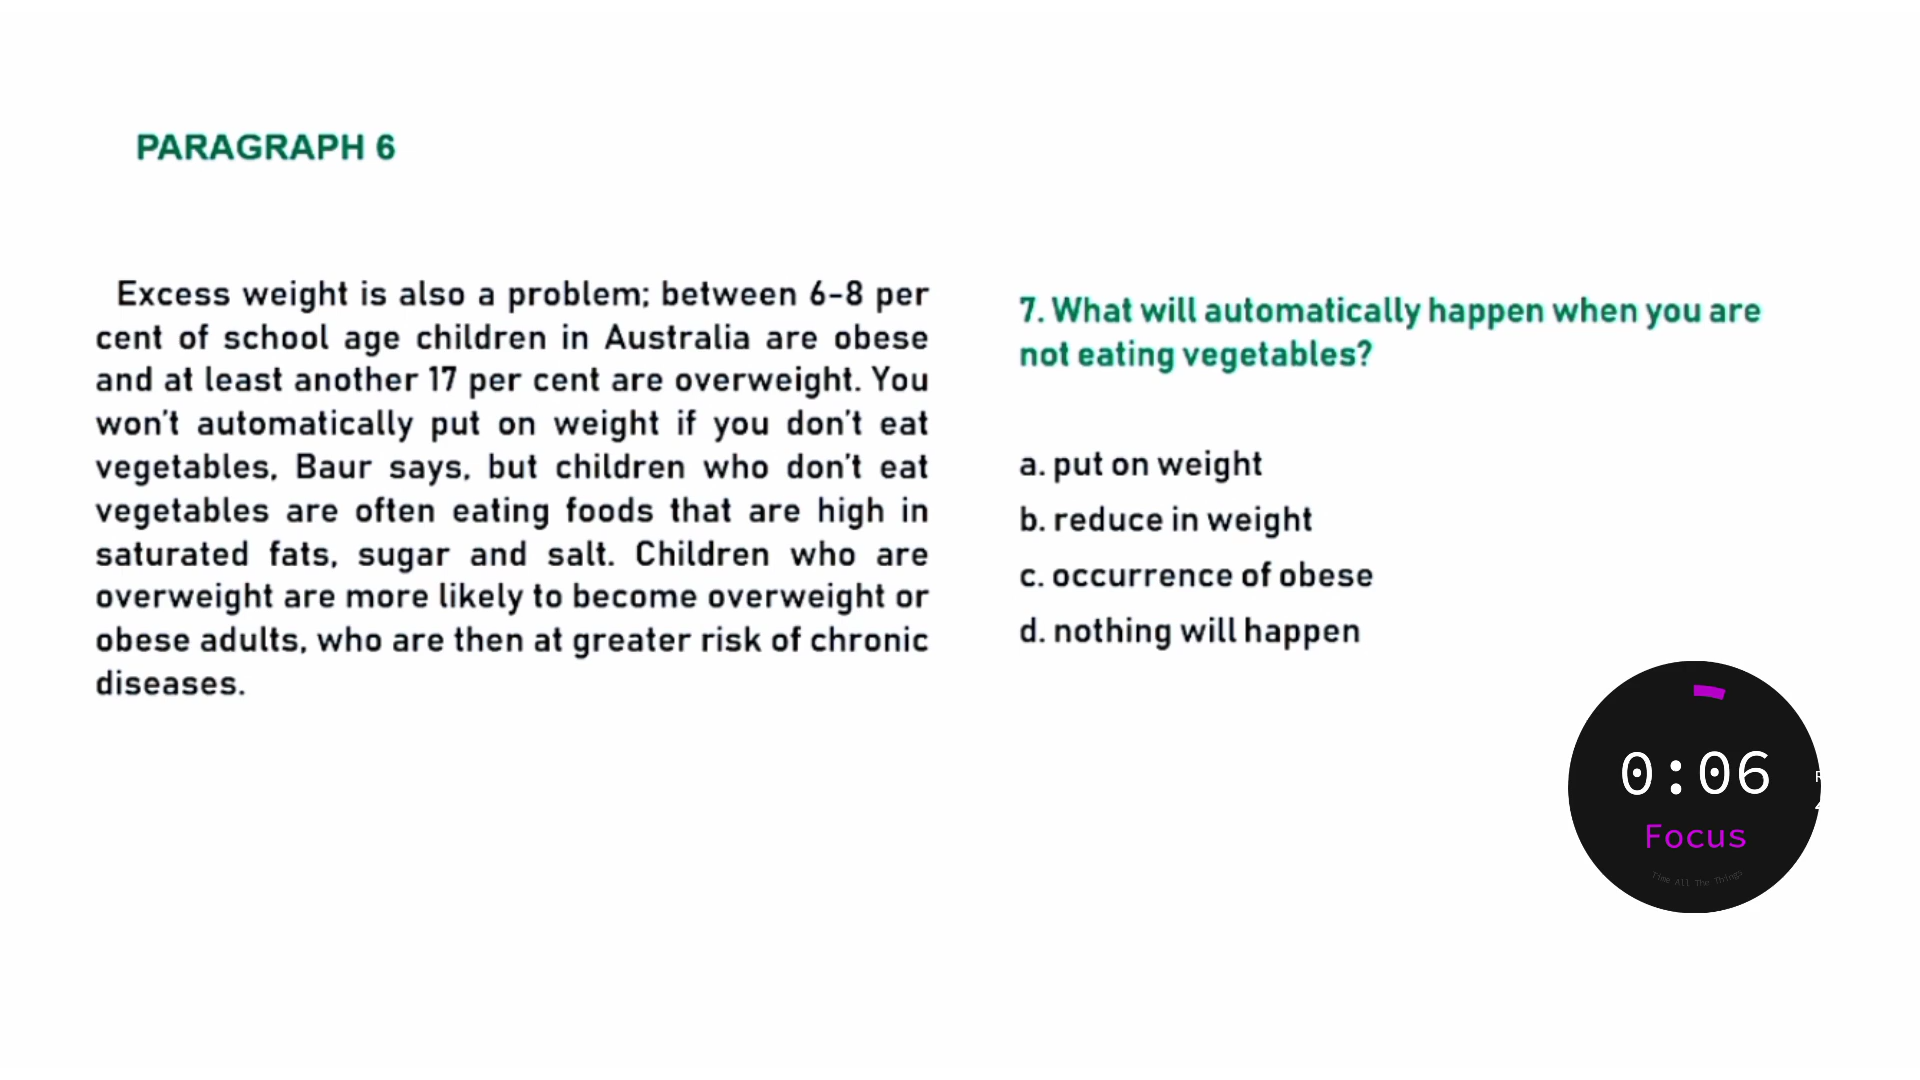 PARAGRAPH 6
Excess weight is also a problem; between 6-8 per
cent of school age children in Australia are obese
and at least another 17 per cent are overweight. You
won't automatically put on weight if you don't eat
vegetables, Baur says, but children who don't eat
vegetables are often eating foods that are high in
saturated fats, sugar and salt. Children who are
overweight are more likely to become overweight or
obese adults, who are then at greater risk of chronic
diseases.
7. What will automatically happen when you are
not eating vegetables?
a. put on weight
b. reduce in weight
c. occurrence of obese
d. nothing will happen
0:06
Focus
Time All The Things